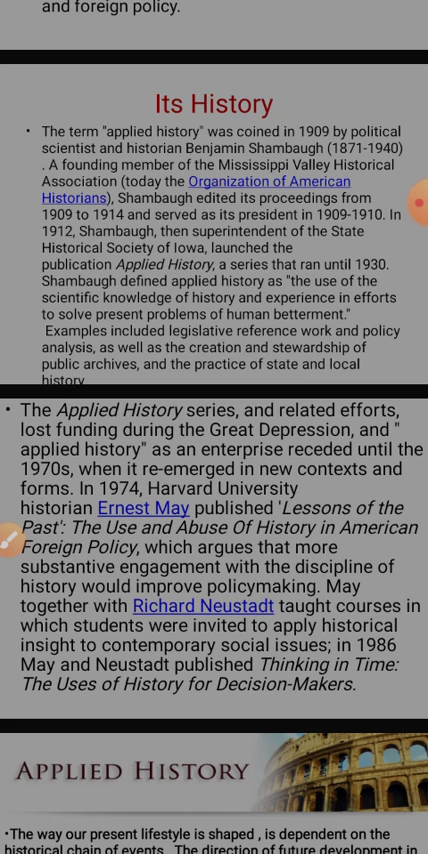 and foreign policy.
Its History
• The term "applied history" was coined in 1909 by political
scientist and historian Benjamin Shambaugh (1871-1940)
. A founding member of the Mississippi Valley Historical
Association (today the Organization of American
Historians), Shambaugh edited its proceedings from
1909 to 1914 and served as its president in 1909-1910. In
1912, Shambaugh, then superintendent of the State
Historical Society of Iowa, launched the
publication Applied History, a series that ran until 1930.
Shambaugh defined applied history as "the use of the
scientific knowledge of history and experience in efforts
to solve present problems of human betterment."
Examples included legislative reference work and policy
analysis, as well as the creation and stewardship of
public archives, and the practice of state and local
history
• The Applied History series, and related efforts,
lost funding during the Great Depression, and "
applied history" as an enterprise receded until the
1970s, when it re-emerged in new contexts and
forms. In 1974, Harvard University
historian Ernest May published 'Lessons of the
Past': The Use and Abuse Of History in American
Foreign Policy, which argues that more
substantive engagement with the discipline of
history would improve policymaking. May
together with Richard Neustadt taught courses in
which students were invited to apply historical
insight to contemporary social issues; in 1986
May and Neustadt published Thinking in Time:
The Uses of History for Decision-Makers.
APPLIED HISTORY
•The way our present lifestyle is shaped , is dependent on the
historical chain of events. The direction of future development in